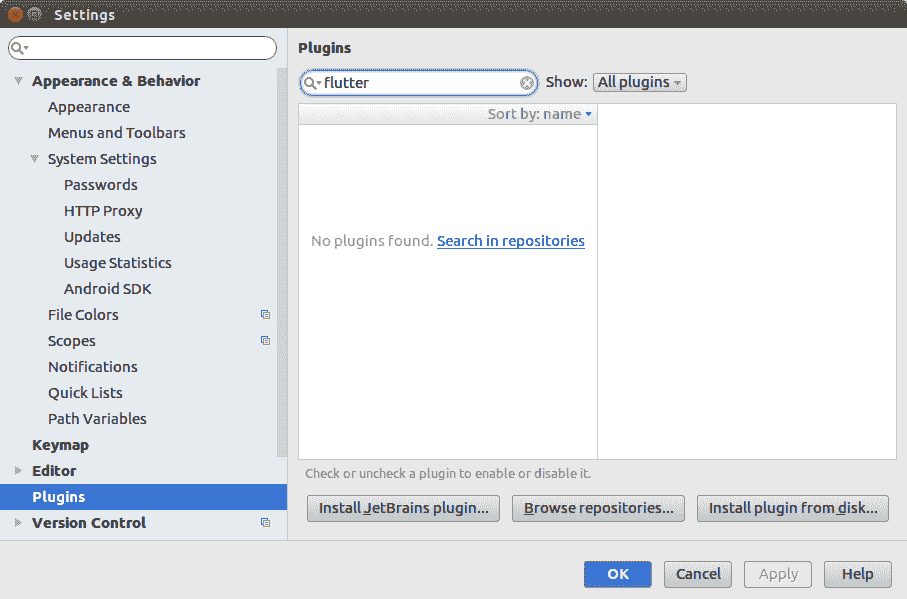 Settings
Appearance & Behavior
Appearance
Menus and Toolbars
System Settings
Passwords
HTTP Proxy
Updates
Usage Statistics
Android SDK
File Colors
Scopes
Notifications
Quick Lists
Path Variables
Keymap
Editor
Plugins
Version Control
Plugins
flutter
Show: All plugins
Sort by: name
No plugins found. Search in repositories
Check or uncheck a plugin to enable or disable it.
Install JetBrains plugin... Browse repositories... Install plugin from disk...
OK Cancel Apply Help